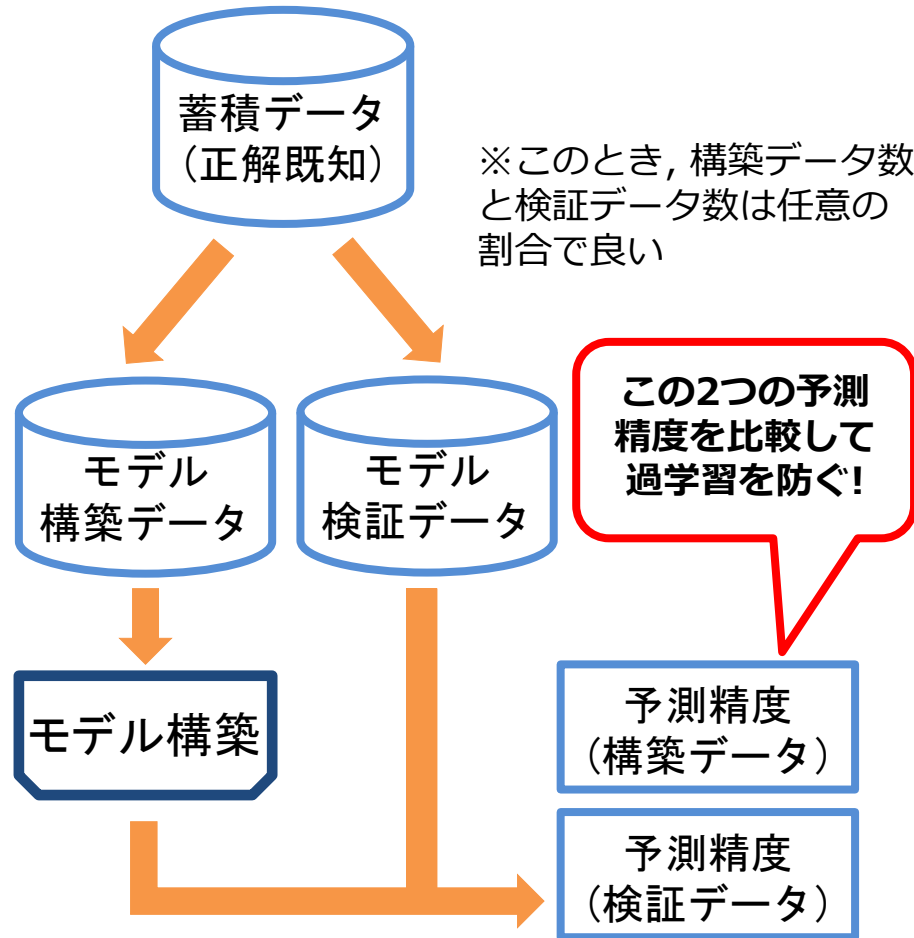 蓄積データ
（正解既知）
※このとき, 構築データ数
と検証データ数は任意の
割合で良い
モデル
構築データ
モデル
検証データ
この2つの予測
精度を比較して
過学習を防ぐ!
モデル構築
予測精度
（構築データ）
予測精度
（検証データ）